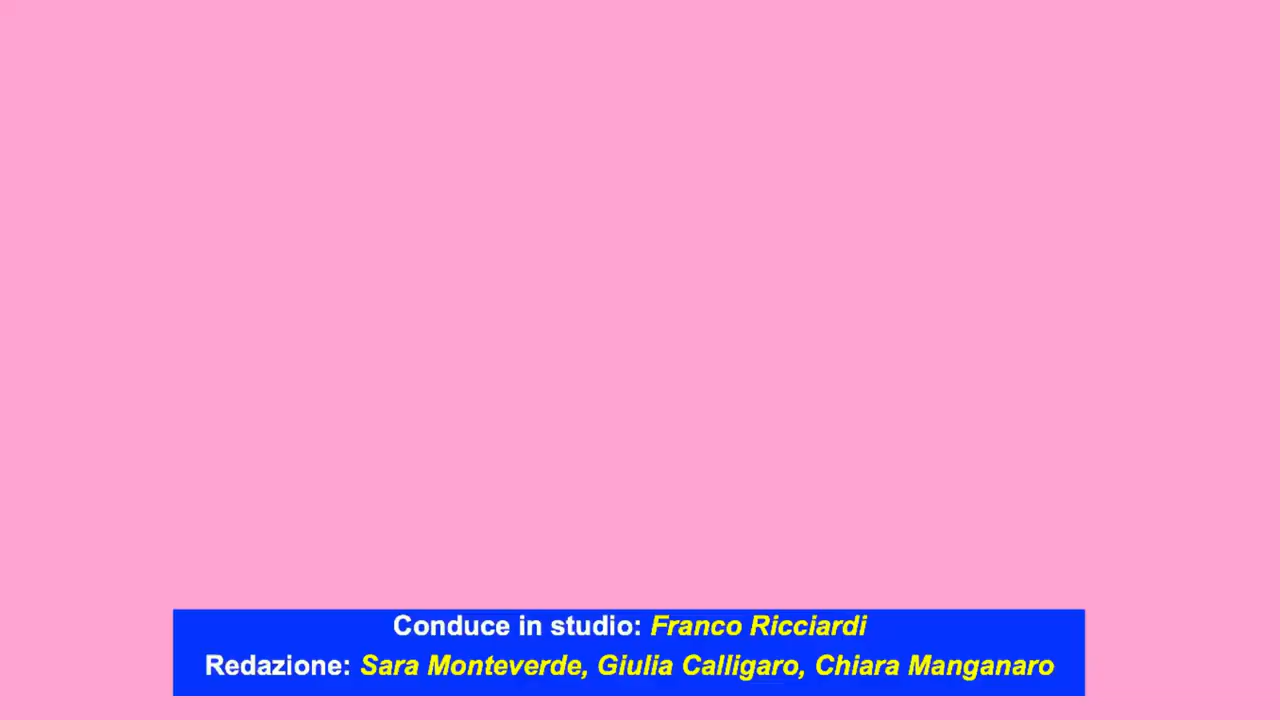 Conduce in studio: Franco Ricciardi
Redazione: Sara Monteverde, Giulia Calligaro, Chiara Manganaro